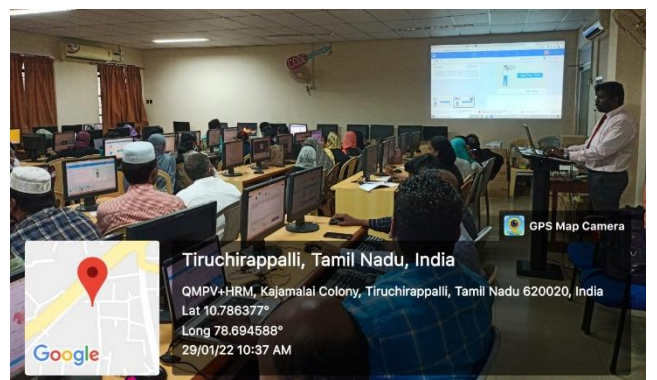 GPS Map Camera
Tiruchirappalli, Tamil Nadu, India
QMPV+HRM, Kajamalai Colony, Tiruchirappalli, Tamil Nadu 620020, India
Lat 10.786377°
Long 78.694588°
29/01/22 10:37 AM
Google